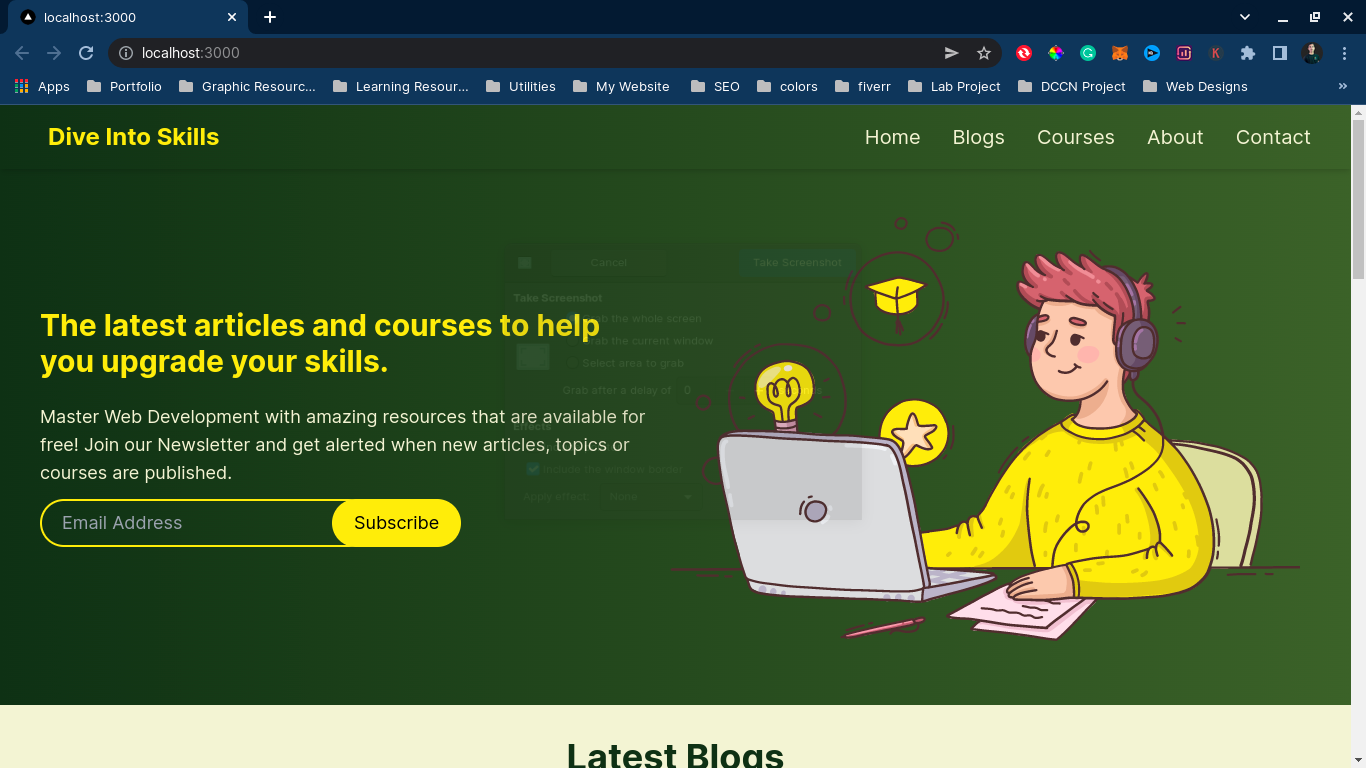 localhost:3000
localhost:3000
Apps
Portfolio
Graphic Resourc...
Learning Resour...
Utilities
My Website
SEO
colors
fiverr
Lab Project
DCCN Project
Web Designs
»
Dive Into Skills
Home
Blogs
Courses
About
Contact
Cancel
Take Screenshot
Take Screenshot
Grab the whole screen
Grab the current window
Select area to grab
Grab after a delay of 0
Effects
Include the window border
Apply effect: None
The latest articles and courses to help
you upgrade your skills.
Master Web Development with amazing resources that are available for
free! Join our Newsletter and get alerted when new articles, topics or
courses are published.
Email Address
Subscribe
Latest Blogs